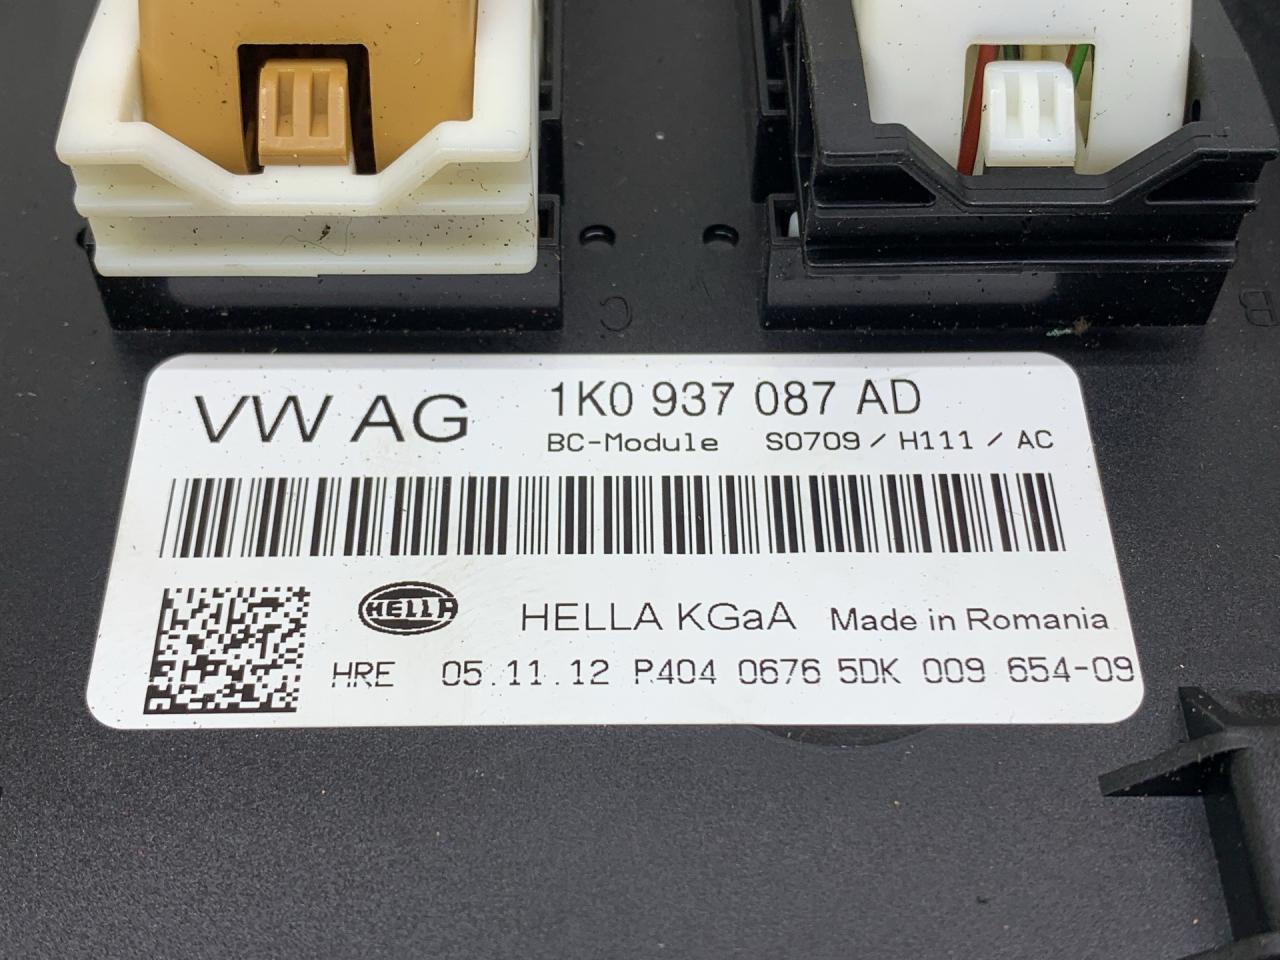 C
B
VW AG 1K0 937 087 AD
BC-Module S0709 / H111 / AC
HELLA HELLA KGaA Made in Romania
HRE 05.11.12 P404 0676 5DK 009 654-09